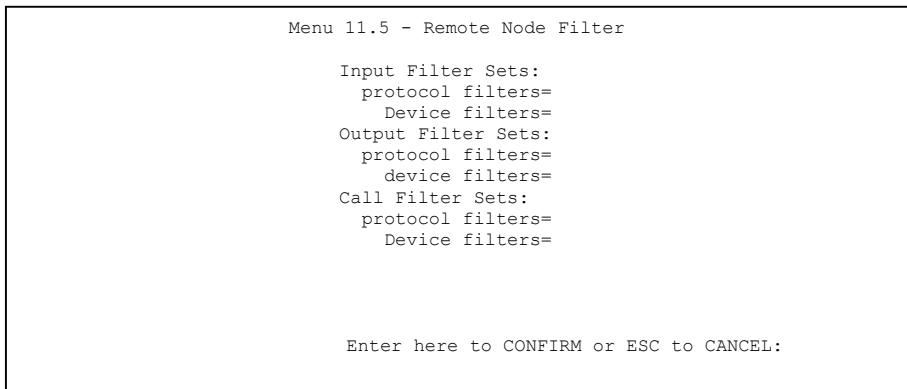 Menu 11.5 - Remote Node Filter
Input Filter Sets:
protocol filters=
Device filters=
Output Filter Sets:
protocol filters=
device filters=
Call Filter Sets:
protocol filters=
Device filters=
Enter here to CONFIRM or ESC to CANCEL: